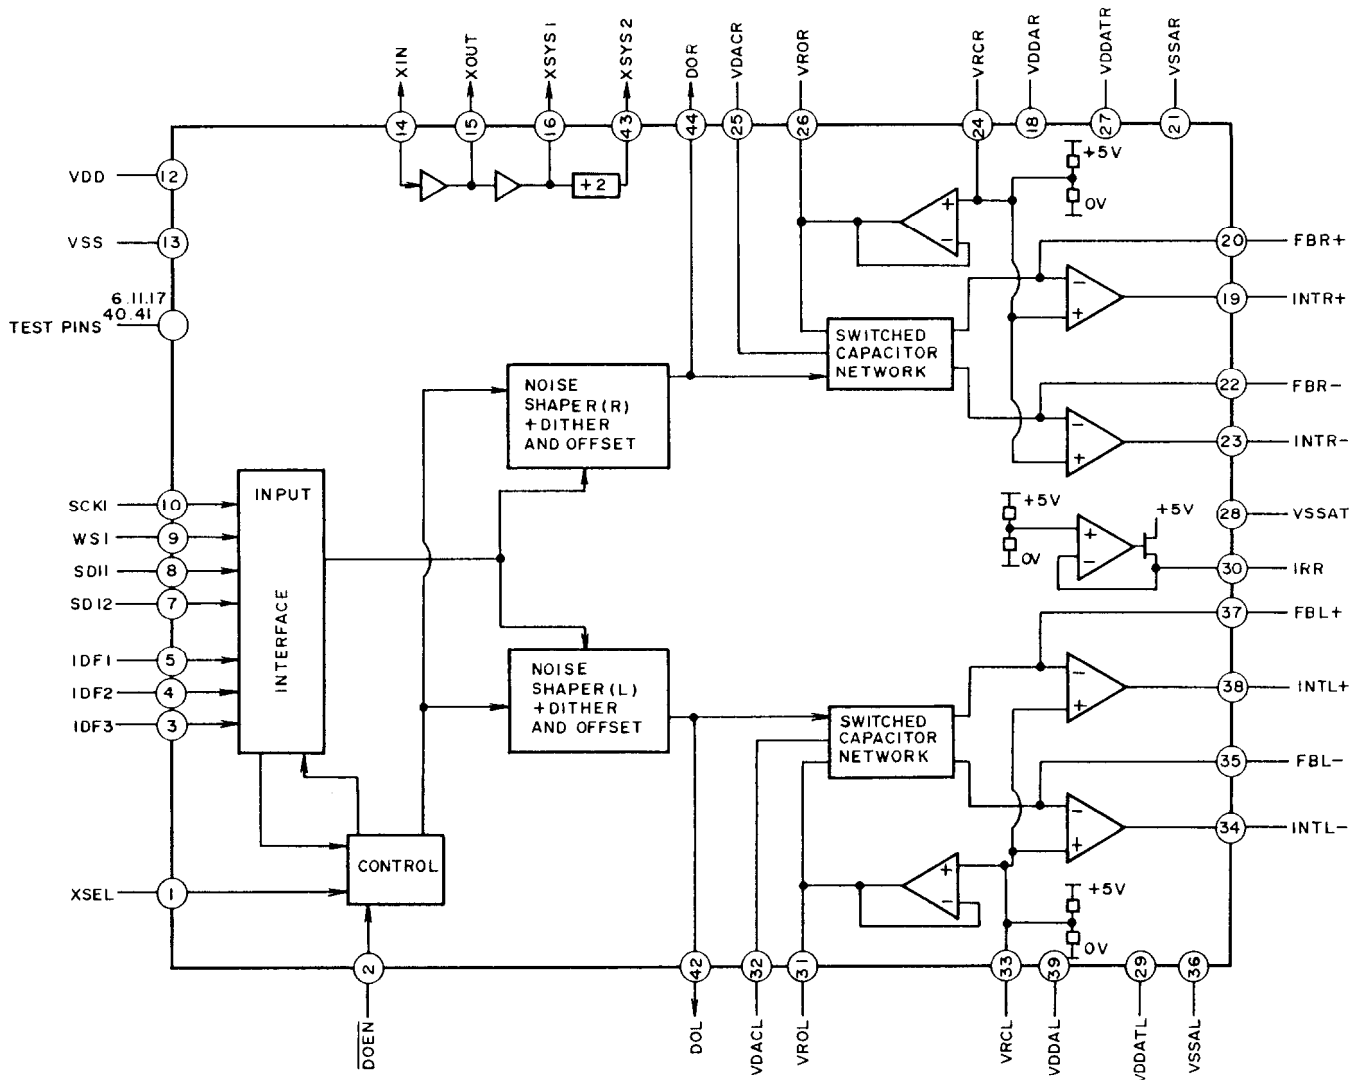 XIN
XOUT
XSYS1
XSYS2
DOR
VDACR
VROR
VRCR
VDDAR
VDDATR
VSSAR
14
15
16
43
44
25
26
24
18
27
21
+2
+5V
0V
VDD
12
VSS
13
6.11.17
40.41
TEST PINS
+
−
20
FBR+
−
+
19
INTR+
SWITCHED
CAPACITOR
NETWORK
22
FBR−
−
+
23
INTR−
NOISE
SHAPER(R)
+DITHER
AND OFFSET
SCK1
10
WS1
9
SDI1
8
SDI2
7
IDF1
5
IDF2
4
IDF3
3
INPUT
INTERFACE
+5V
0V
+
−
+5V
28
VSSAT
30
IRR
37
FBL+
−
+
38
INTL+
NOISE
SHAPER(L)
+DITHER
AND OFFSET
SWITCHED
CAPACITOR
NETWORK
35
FBL−
−
+
34
INTL−
CONTROL
XSEL
1
+
−
+5V
0V
2
42
32
31
33
39
29
36
DOEN
DOL
VDACL
VROL
VRCL
VDDAL
VDDATL
VSSAL